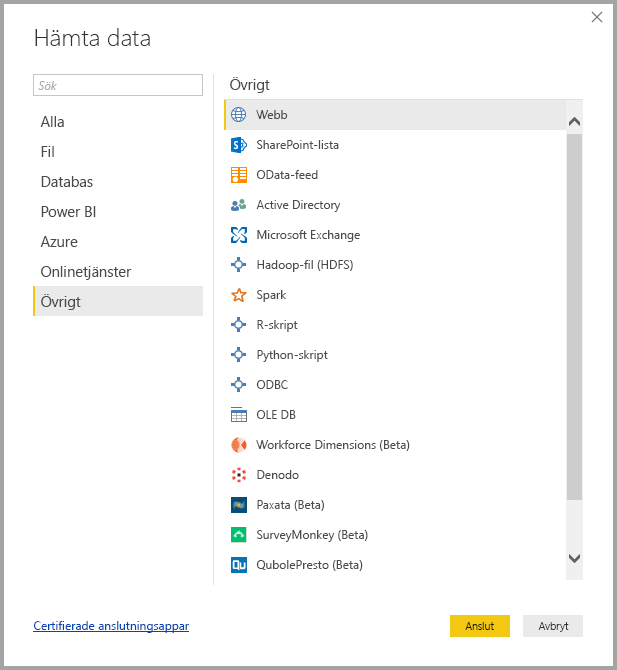 Hämta data
Sök
Alla
Fil
Databas
Power BI
Azure
Onlinetjänster
Övrigt
Övrigt
Webb
SharePoint-lista
OData-feed
Active Directory
Microsoft Exchange
Hadoop-fil (HDFS)
Spark
R-skript
Python-skript
ODBC
OLE DB
Workforce Dimensions (Beta)
Denodo
Paxata (Beta)
SurveyMonkey (Beta)
Qu QubolePresto (Beta)
Certifierade anslutningsappar
Anslut
Avbryt